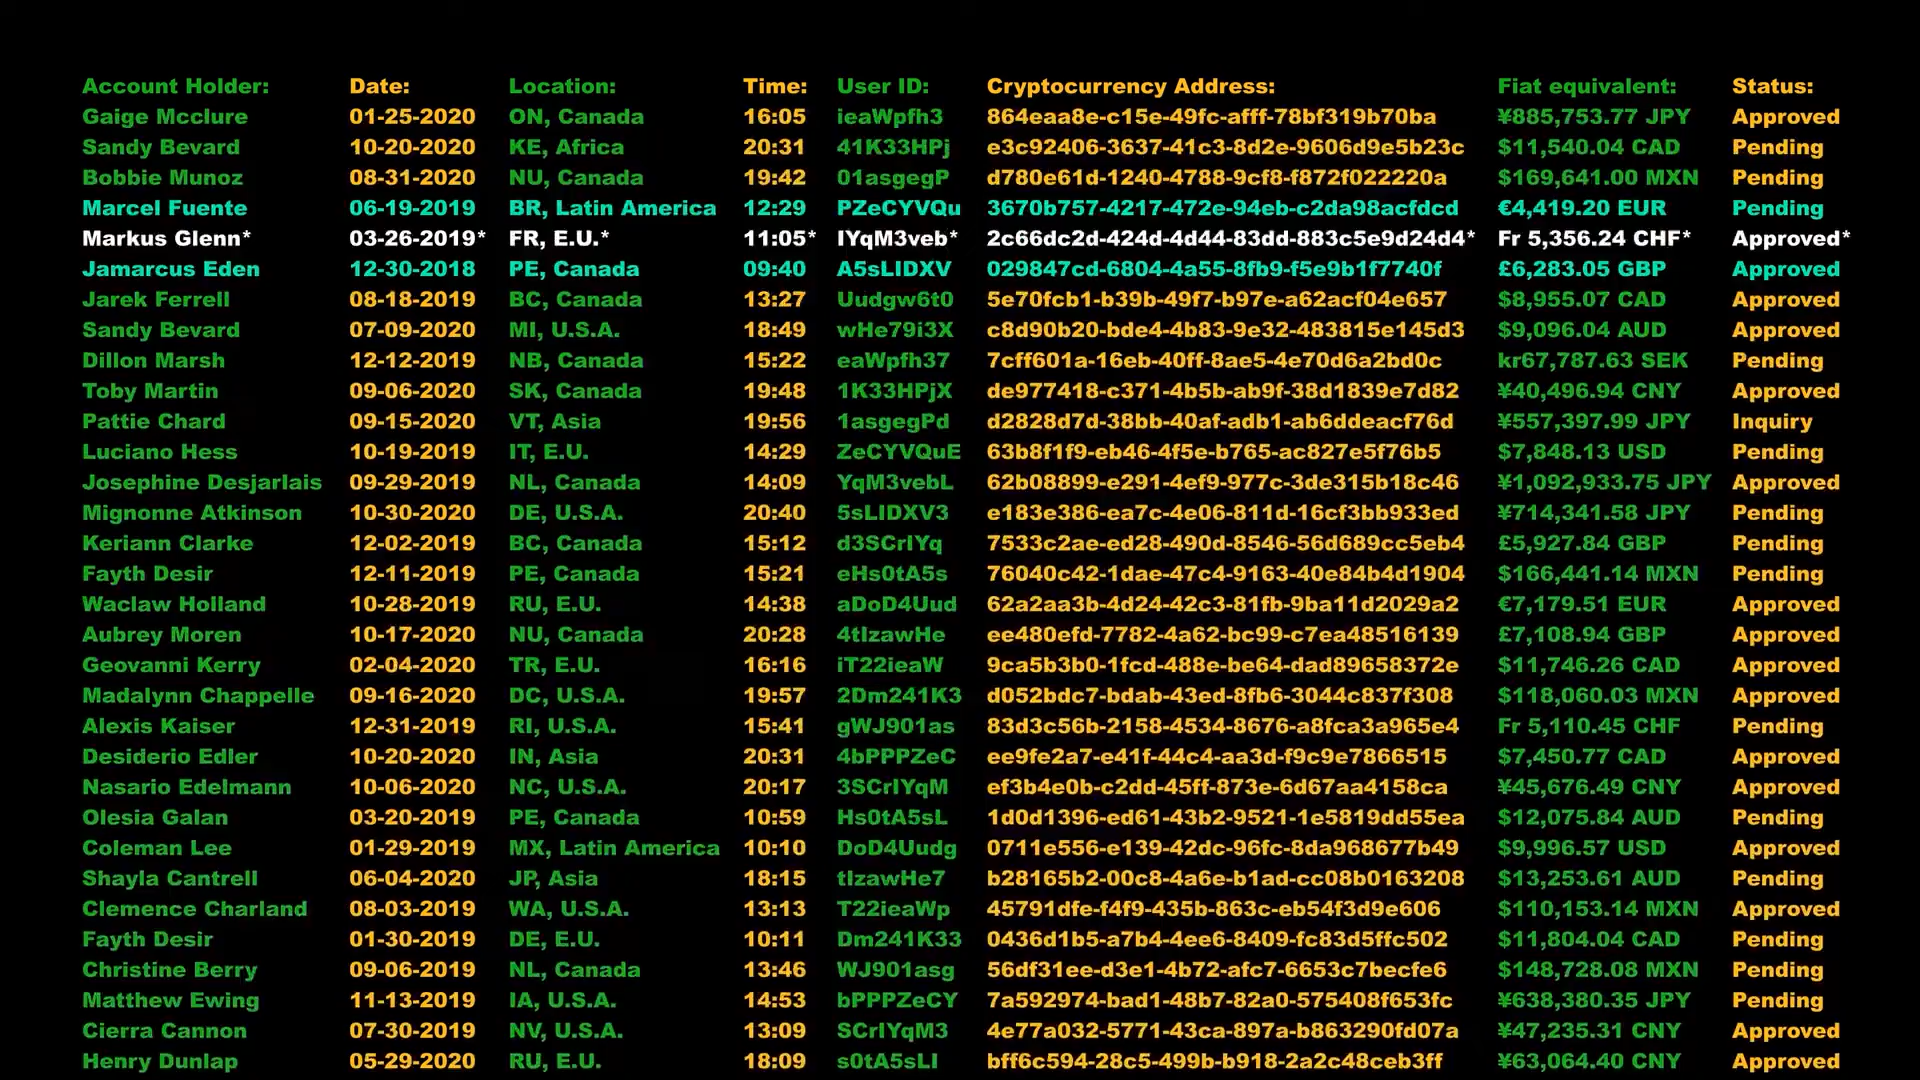 Account Holder: Date: Location: Time: User ID: Cryptocurrency Address: Fiat equivalent: Status:
Gaige Mcclure 01-25-2020 ON, Canada 16:05 ieaWpfh3 864eaa8e-c15e-49fc-afff-78bf319b70ba ¥885,753.77 JPY Approved
Sandy Bevard 10-20-2020 KE, Africa 20:31 41K33HPj e3c92406-3637-41c3-8d2e-9606d9e5b23c $11,540.04 CAD Pending
Bobbie Munoz 08-31-2020 NU, Canada 19:42 01asgegP d780e61d-1240-4788-9cf8-f872f022220a $169,641.00 MXN Pending
Marcel Fuente 06-19-2019 BR, Latin America 12:29 PZeCYVQu 3670b757-4217-472e-94eb-c2da98acfdcd €4,419.20 EUR Pending
Markus Glenn* 03-26-2019* FR, E.U.* 11:05* IYqM3veb* 2c66dc2d-424d-4d44-83dd-883c5e9d24d4* Fr 5,356.24 CHF* Approved*
Jamarcus Eden 12-30-2018 PE, Canada 09:40 A5sLIDXV 029847cd-6804-4a55-8fb9-f5e9b1f7740f £6,283.05 GBP Approved
Jarek Ferrell 08-18-2019 BC, Canada 13:27 Uudgw6t0 5e70fcb1-b39b-49f7-b97e-a62acf04e657 $8,955.07 CAD Approved
Sandy Bevard 07-09-2020 MI, U.S.A. 18:49 wHe79i3X c8d90b20-bde4-4b83-9e32-483815e145d3 $9,096.04 AUD Approved
Dillon Marsh 12-12-2019 NB, Canada 15:22 eaWpfh37 7cff601a-16eb-40ff-8ae5-4e70d6a2bd0c kr67,787.63 SEK Pending
Toby Martin 09-06-2020 SK, Canada 19:48 1K33HPjX de977418-c371-4b5b-ab9f-38d1839e7d82 ¥40,496.94 CNY Approved
Pattie Chard 09-15-2020 VT, Asia 19:56 1asgegPd d2828d7d-38bb-40af-adb1-ab6ddeacf76d ¥557,397.99 JPY Inquiry
Luciano Hess 10-19-2019 IT, E.U. 14:29 ZeCYVQuE 63b8f1f9-eb46-4f5e-b765-ac827e5f76b5 $7,848.13 USD Pending
Josephine Desjarlais 09-29-2019 NL, Canada 14:09 YqM3vebL 62b08899-e291-4ef9-977c-3de315b18c46 ¥1,092,933.75 JPY Approved
Mignonne Atkinson 10-30-2020 DE, U.S.A. 20:40 5sLIDXV3 e183e386-ea7c-4e06-811d-16cf3bb933ed ¥714,341.58 JPY Pending
Keriann Clarke 12-02-2019 BC, Canada 15:12 d3SCrIYq 7533c2ae-ed28-490d-8546-56d689cc5eb4 £5,927.84 GBP Pending
Fayth Desir 12-11-2019 PE, Canada 15:21 eHs0tA5s 76040c42-1dae-47c4-9163-40e84b4d1904 $166,441.14 MXN Pending
Waclaw Holland 10-28-2019 RU, E.U. 14:38 aDoD4Uud 62a2aa3b-4d24-42c3-81fb-9ba11d2029a2 €7,179.51 EUR Approved
Aubrey Moren 10-17-2020 NU, Canada 20:28 4tIzawHe ee480efd-7782-4a62-bc99-c7ea48516139 £7,108.94 GBP Approved
Geovanni Kerry 02-04-2020 TR, E.U. 16:16 iT22ieaW 9ca5b3b0-1fcd-488e-be64-dad89658372e $11,746.26 CAD Approved
Madalynn Chappelle 09-16-2020 DC, U.S.A. 19:57 2Dm241K3 d052bdc7-bdab-43ed-8fb6-3044c837f308 $118,060.03 MXN Approved
Alexis Kaiser 12-31-2019 RI, U.S.A. 15:41 gWJ901as 83d3c56b-2158-4534-8676-a8fca3a965e4 Fr 5,110.45 CHF Pending
Desiderio Edler 10-20-2020 IN, Asia 20:31 4bPPPZeC ee9fe2a7-e41f-44c4-aa3d-f9c9e7866515 $7,450.77 CAD Approved
Nasario Edelmann 10-06-2020 NC, U.S.A. 20:17 3SCrIYqM ef3b4e0b-c2dd-45ff-873e-6d67aa4158ca ¥45,676.49 CNY Approved
Olesia Galan 03-20-2019 PE, Canada 10:59 Hs0tA5sL 1d0d1396-ed61-43b2-9521-1e5819dd55ea $12,075.84 AUD Pending
Coleman Lee 01-29-2019 MX, Latin America 10:10 DoD4Uudg 0711e556-e139-42dc-96fc-8da968677b49 $9,996.57 USD Approved
Shayla Cantrell 06-04-2020 JP, Asia 18:15 tIzawHe7 b28165b2-00c8-4a6e-b1ad-cc08b0163208 $13,253.61 AUD Pending
Clemence Charland 08-03-2019 WA, U.S.A. 13:13 T22ieaWp 45791dfe-f4f9-435b-863c-eb54f3d9e606 $110,153.14 MXN Approved
Fayth Desir 01-30-2019 DE, E.U. 10:11 Dm241K33 0436d1b5-a7b4-4ee6-8409-fc83d5ffc502 $11,804.04 CAD Pending
Christine Berry 09-06-2019 NL, Canada 13:46 WJ901asg 56df31ee-d3e1-4b72-afc7-6653c7becfe6 $148,728.08 MXN Pending
Matthew Ewing 11-13-2019 IA, U.S.A. 14:53 bPPPZeCY 7a592974-bad1-48b7-82a0-575408f653fc ¥638,380.35 JPY Pending
Cierra Cannon 07-30-2019 NV, U.S.A. 13:09 SCrIYqM3 4e77a032-5771-43ca-897a-b863290fd07a ¥47,235.31 CNY Approved
Henry Dunlap 05-29-2020 RU, E.U. 18:09 s0tA5sLI bff6c594-28c5-499b-b918-2a2c48ceb3ff ¥63,064.40 CNY Approved